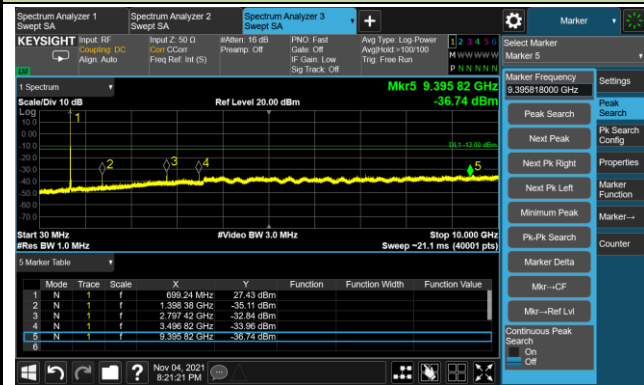 Spectrum Analyzer 1
Swept SA
Spectrum Analyzer 2
Swept SA
Spectrum Analyzer 3
Swept SA
Marker
KEYSIGHT
Input: RF
Coupling: DC
Align: Auto
Input Z: 50 Ω
Corr CCorr
Freq Ref: Int (S)
#Atten: 16 dB
Preamp: Off
PNO: Fast
Gate: Off
IF Gain: Low
Sig Track: Off
Avg Type: Log-Power
Avg|Hold:>100/100
Trig: Free Run
1 2 3 4 5 6
M W W W W W
P N N N N N
LXI
Select Marker
Marker 5
1 Spectrum
Scale/Div 10 dB
Ref Level 20.00 dBm
Mkr5 9.395 82 GHz
-36.74 dBm
Log
10.0
0.00
-10.0
-20.0
-30.0
-40.0
-50.0
-60.0
-70.0
1
2
3
4
5
DL1 -13.00 dBm
Start 30 MHz
#Res BW 1.0 MHz
#Video BW 3.0 MHz
Stop 10.000 GHz
Sweep ~21.1 ms (40001 pts)
5 Marker Table
Mode Trace Scale X Y Function Function Width Function Value
1 N 1 f 699.24 MHz 27.43 dBm
2 N 1 f 1.398 38 GHz -35.11 dBm
3 N 1 f 2.797 42 GHz -32.84 dBm
4 N 1 f 3.496 82 GHz -33.96 dBm
5 N 1 f 9.395 82 GHz -36.74 dBm
6
Nov 04, 2021
8:21:21 PM
Marker Frequency
9.395818000 GHz
Peak Search
Next Peak
Next Pk Right
Next Pk Left
Minimum Peak
Pk-Pk Search
Marker Delta
Mkr→CF
Mkr→Ref Lvl
Continuous Peak
Search
On
Off
Settings
Peak
Search
Pk Search
Config
Properties
Marker
Function
Marker→
Counter